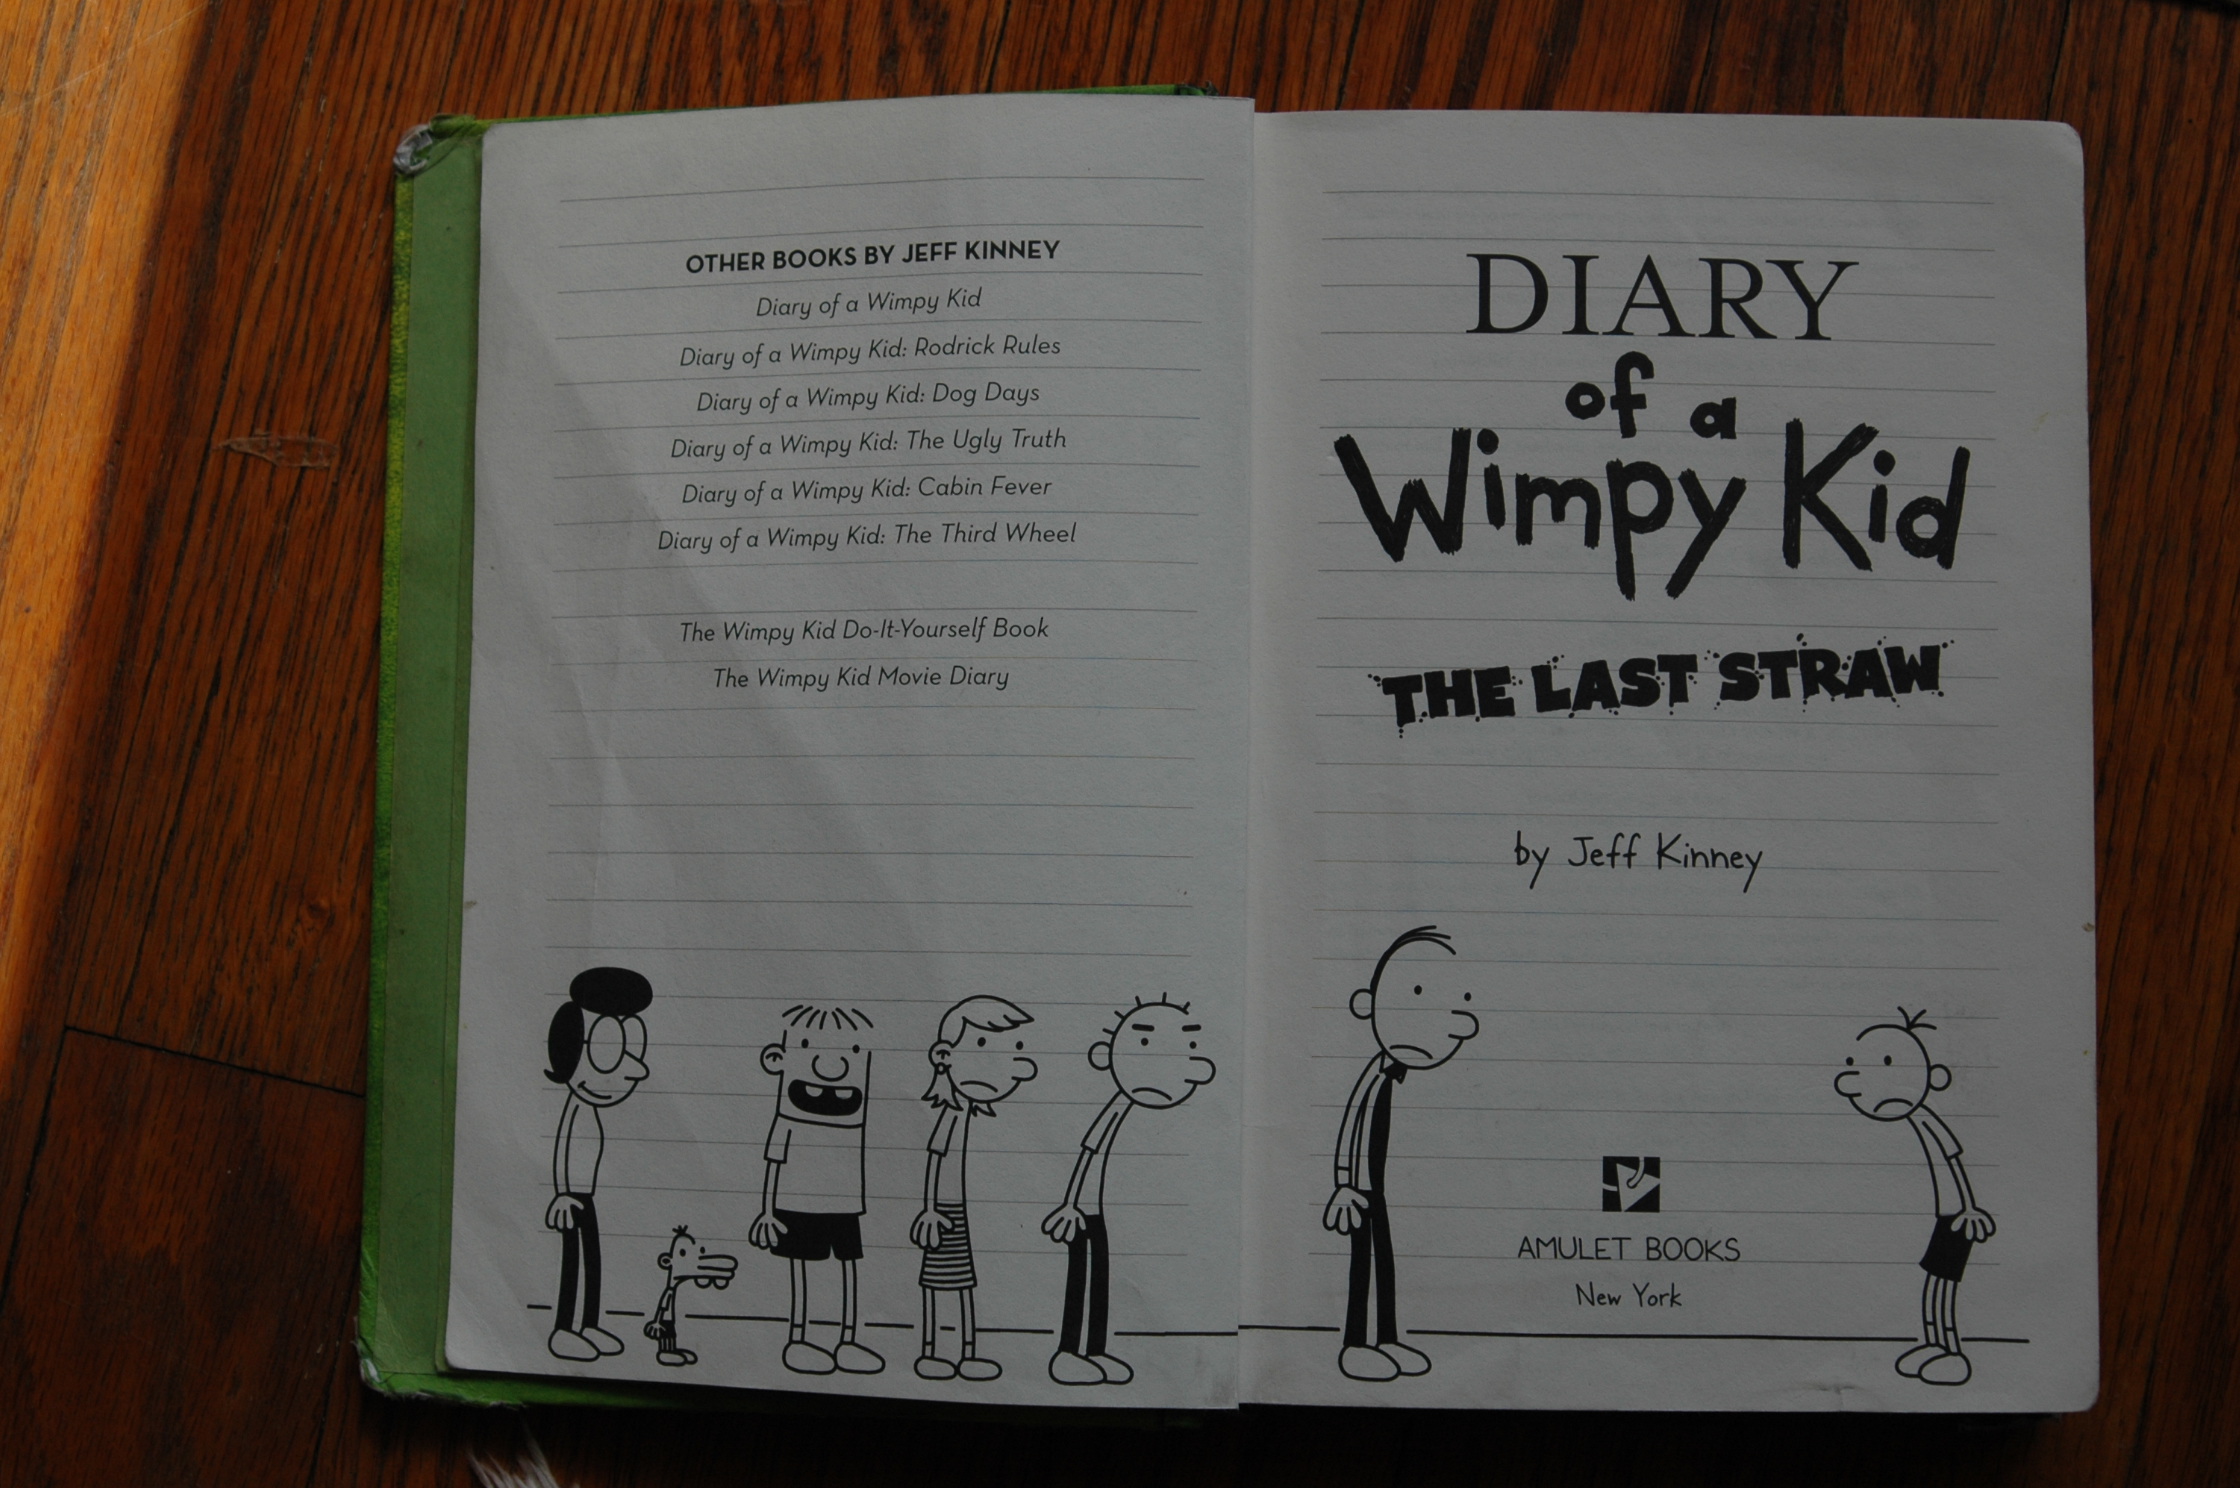 OTHER BOOKS BY JEFF KINNEY
Diary of a Wimpy Kid
Diary of a Wimpy Kid: Rodrick Rules
Diary of a Wimpy Kid: Dog Days
Diary of a Wimpy Kid: The Ugly Truth
Diary of a Wimpy Kid: Cabin Fever
Diary of a Wimpy Kid: The Third Wheel
The Wimpy Kid Do-It-Yourself Book
The Wimpy Kid Movie Diary
DIARY
of a
Wimpy Kid
THE LAST STRAW
by Jeff Kinney
AMULET BOOKS
New York